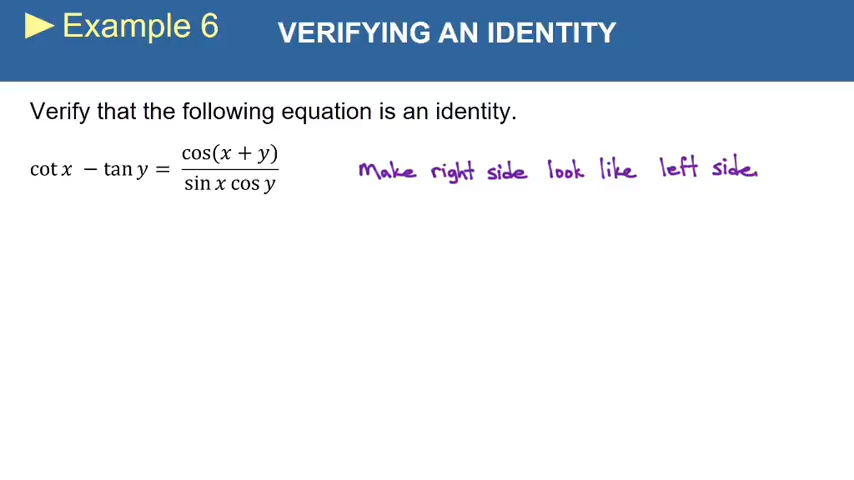 Example 6 VERIFYING AN IDENTITY
Verify that the following equation is an identity.
cot x − tan y = cos(x + y) / sin x cos y Make right side look like left side.